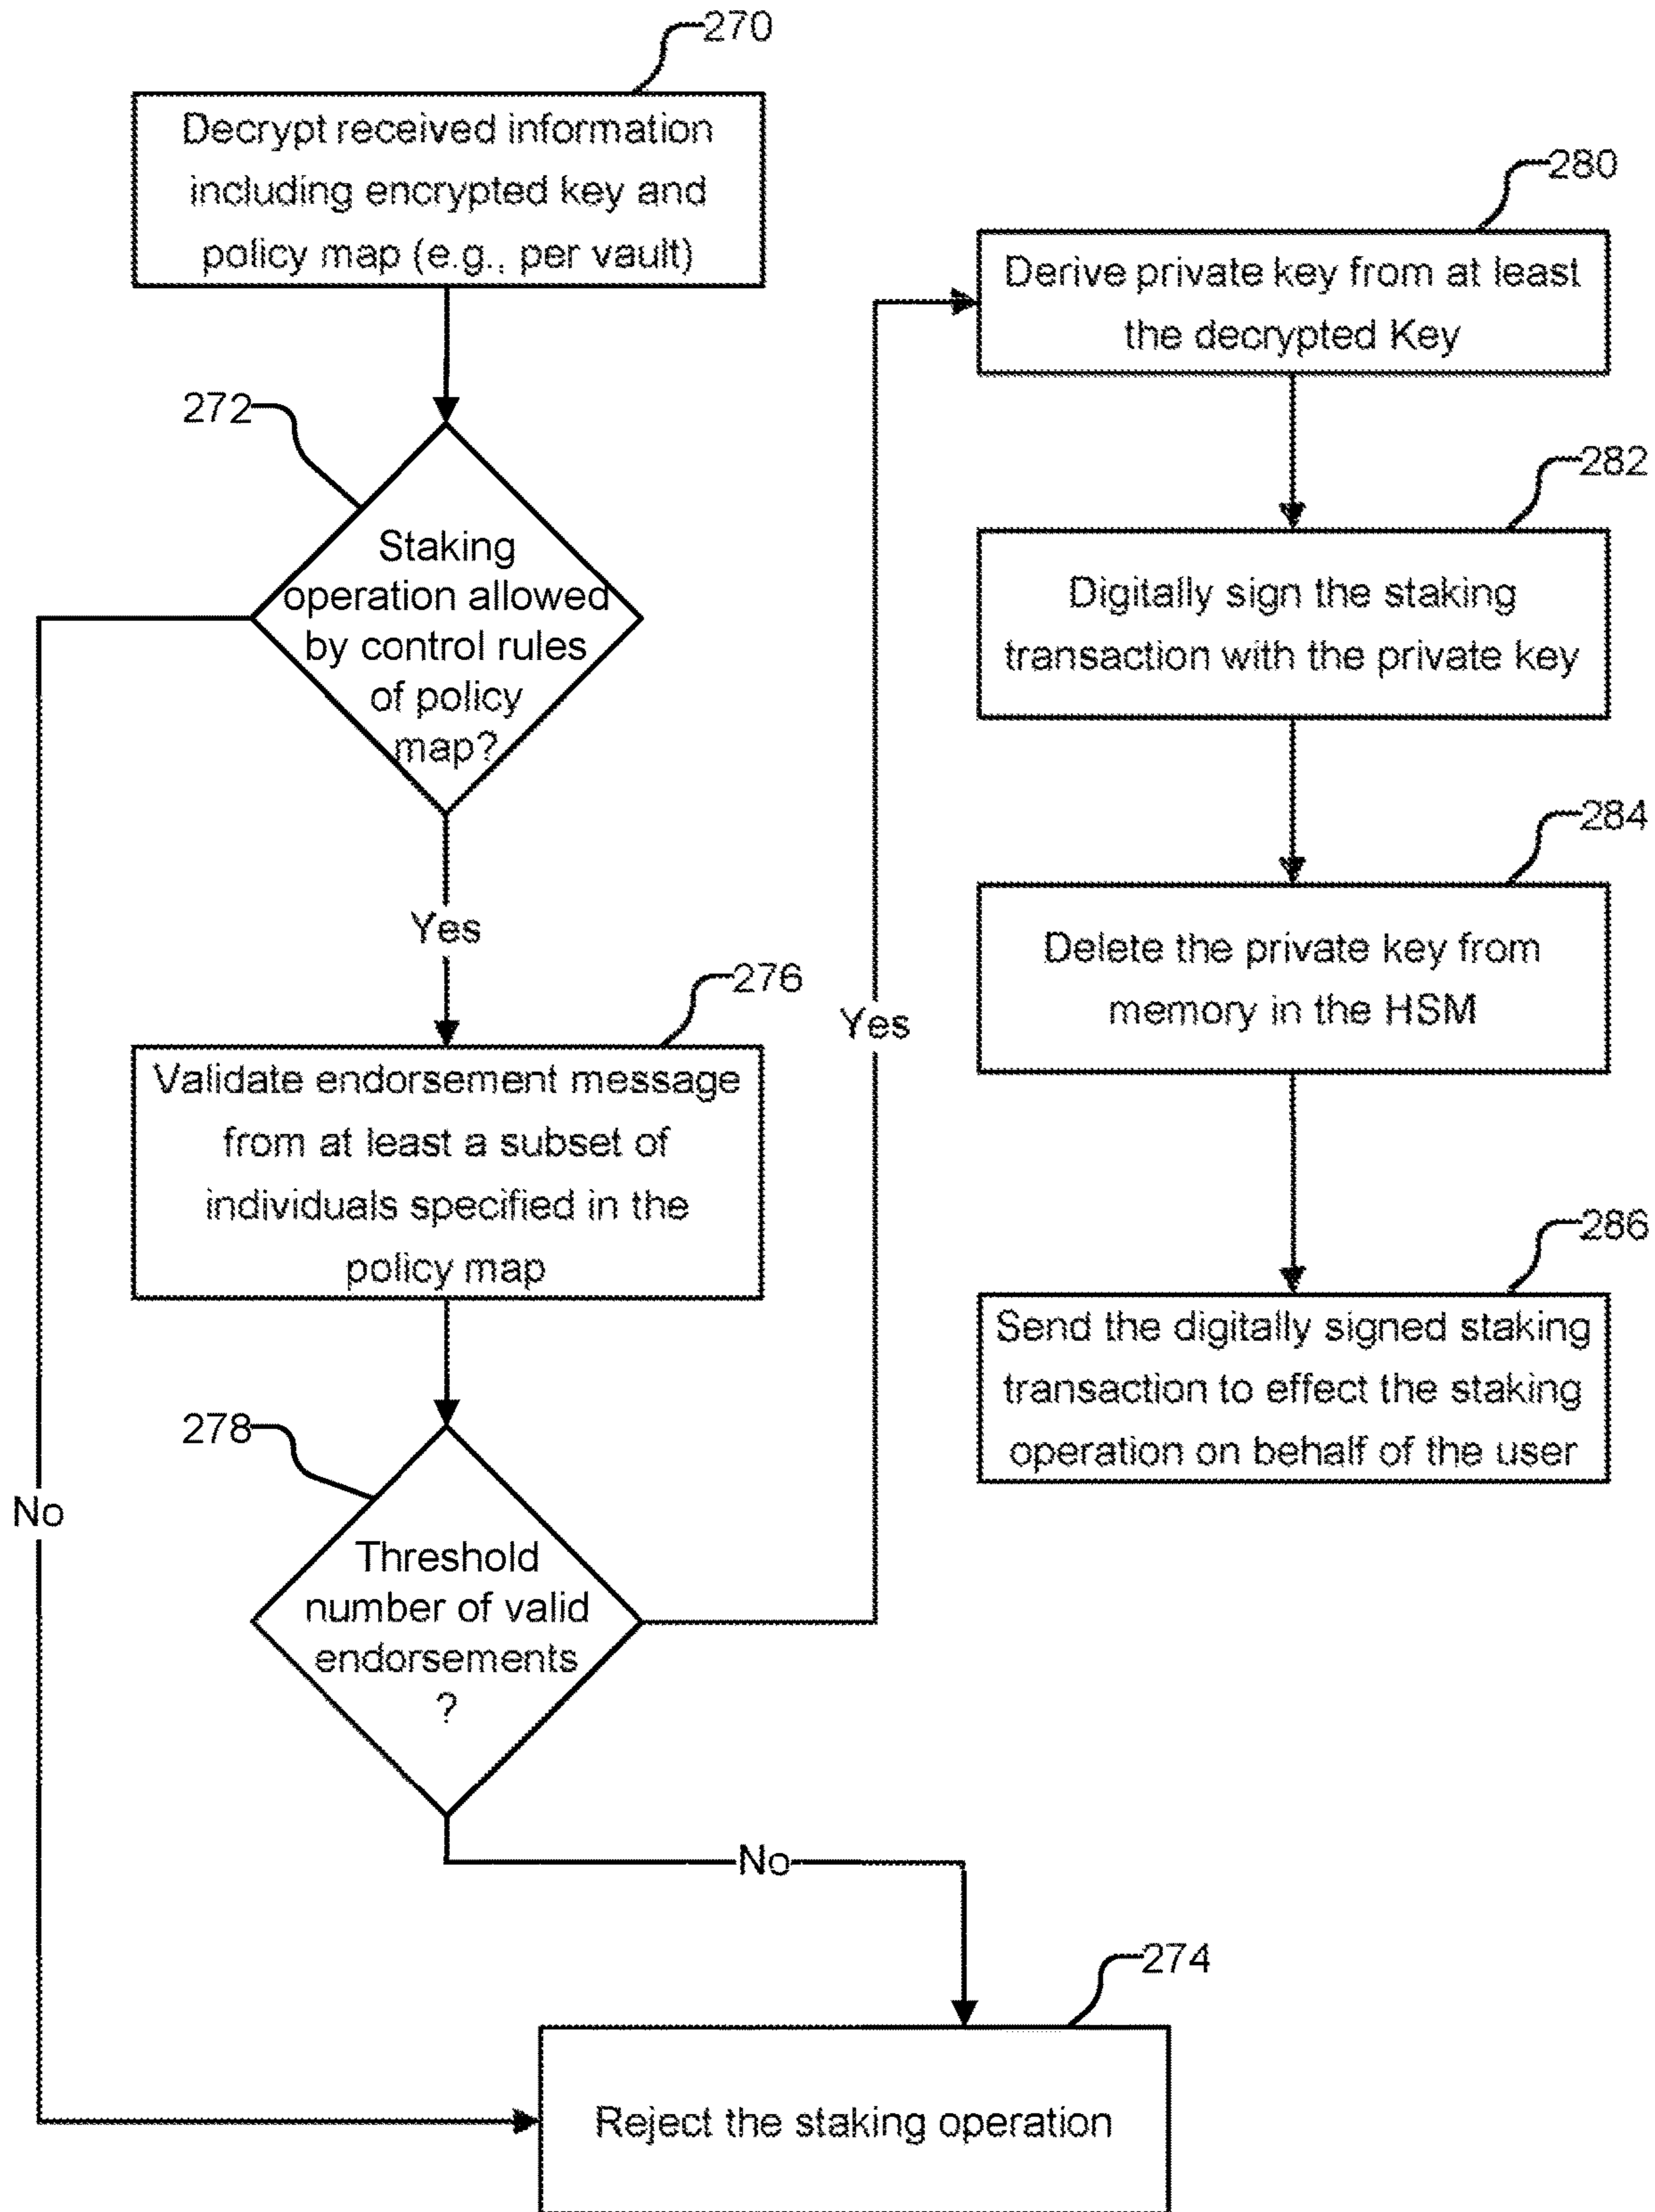 270
Decrypt received information
including encrypted key and
policy map (e.g., per vault)
272
Staking
operation allowed
by control rules
of policy
map?
Yes
276
Validate endorsement message
from at least a subset of
individuals specified in the
policy map
278
Threshold
number of valid
endorsements
?
No
No
Yes
280
Derive private key from at least
the decrypted Key
282
Digitally sign the staking
transaction with the private key
284
Delete the private key from
memory in the HSM
286
Send the digitally signed staking
transaction to effect the staking
operation on behalf of the user
274
Reject the staking operation